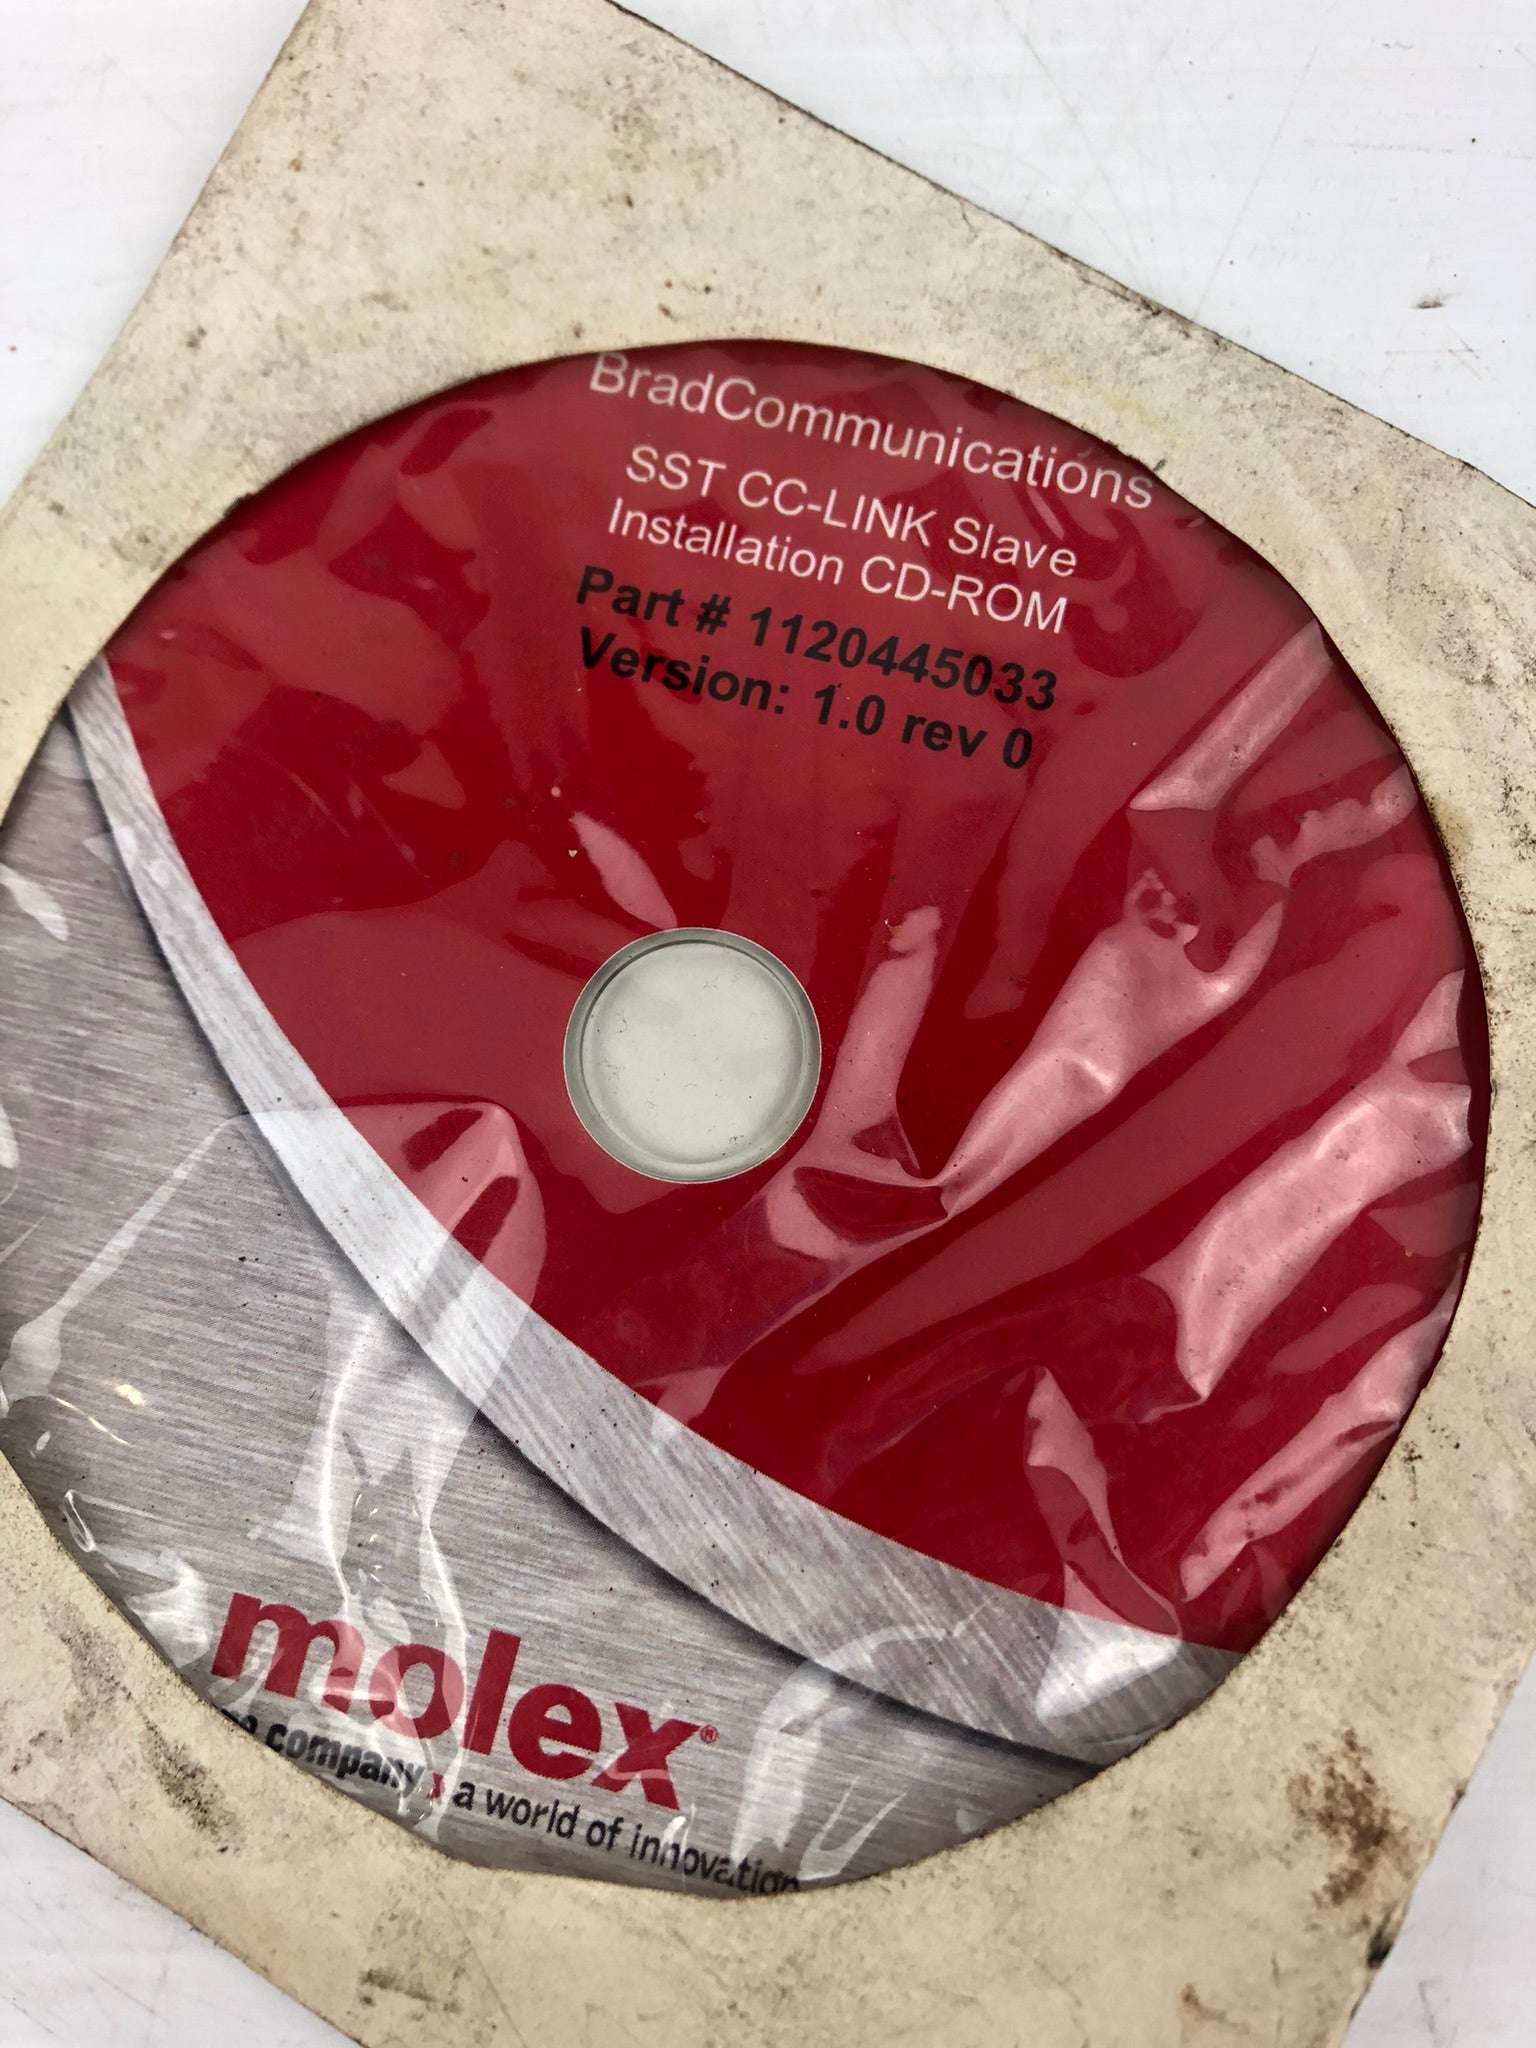 BradCommunications
SST CC-LINK Slave
Installation CD-ROM
Part # 1120445033
Version: 1.0 rev 0
molex®
company › a world of innovation